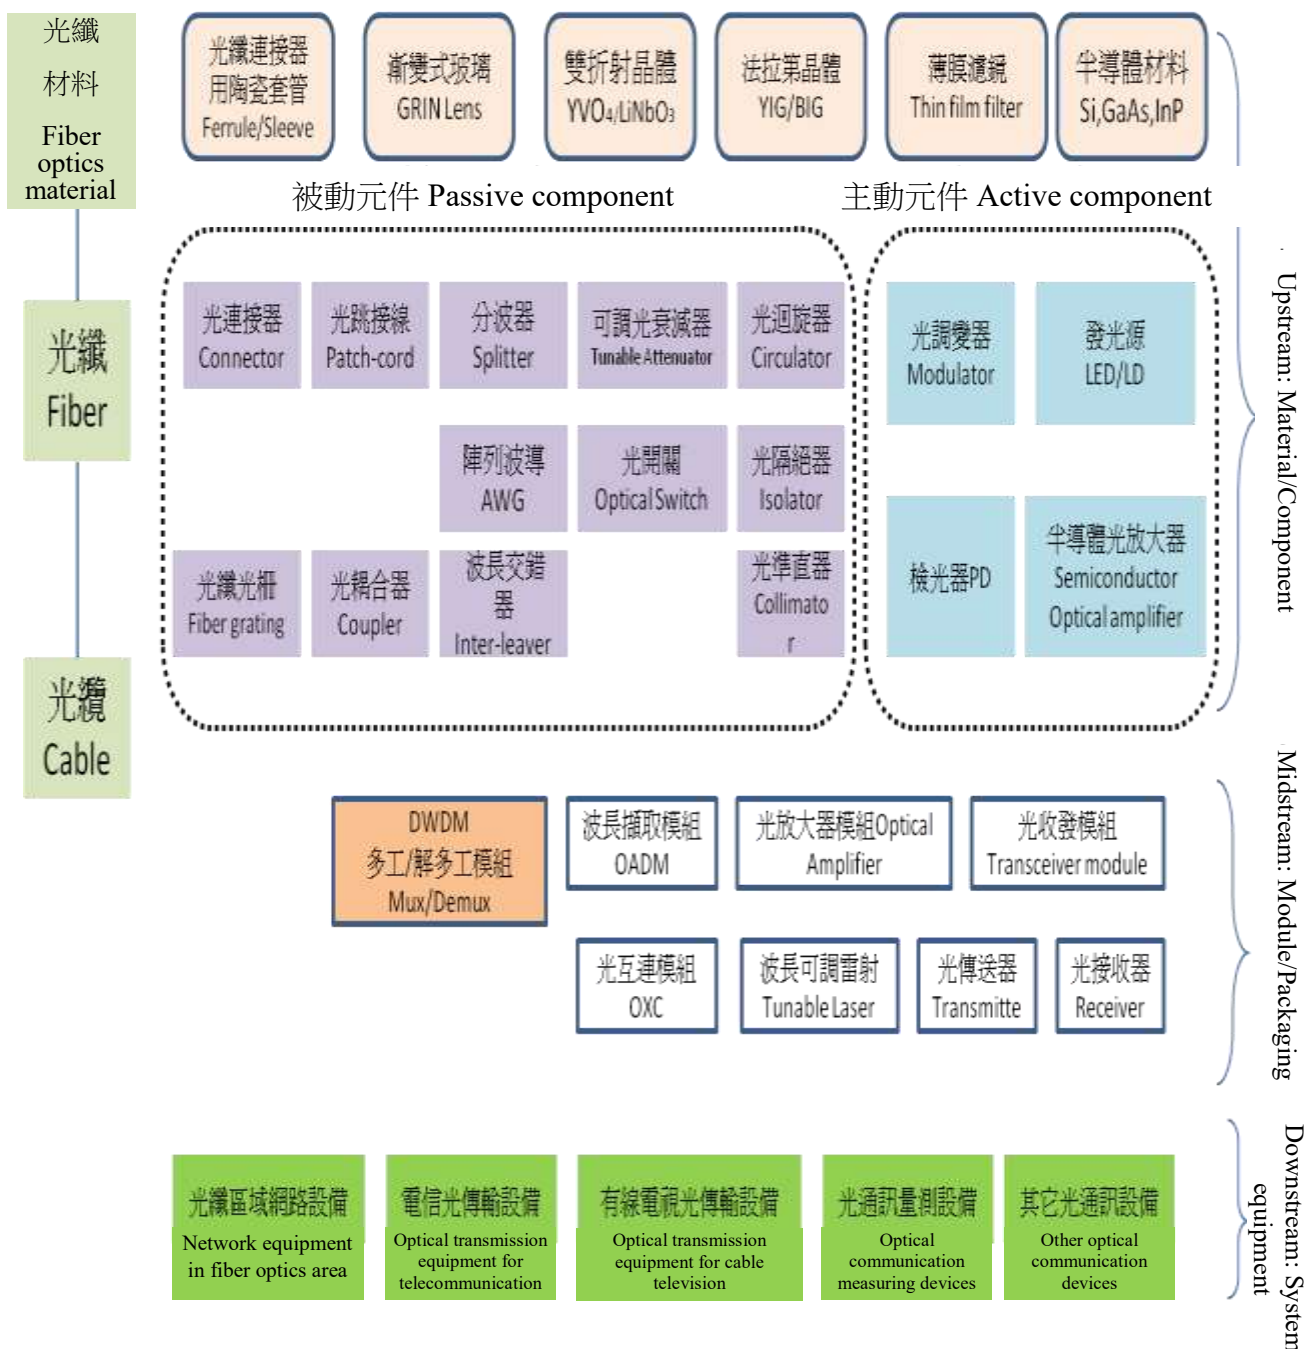 光纖
材料
Fiber
optics
material
光纖連接器
用陶瓷套管
Ferrule/Sleeve
漸變式玻璃
GRIN Lens
雙折射晶體
YVO₄/LiNbO₃
法拉第晶體
YIG/BIG
薄膜濾鏡
Thin film filter
半導體材料
Si,GaAs,InP
被動元件 Passive component
主動元件 Active component
光纖
Fiber
光纜
Cable
光連接器
Connector
光跳接線
Patch-cord
分波器
Splitter
可調光衰減器
Tunable Attenuator
光迴旋器
Circulator
陣列波導
AWG
光開關
Optical Switch
光隔絕器
Isolator
光纖光柵
Fiber grating
光耦合器
Coupler
波長交錯
器
Inter-leaver
光準直器
Collimato
r
光調變器
Modulator
發光源
LED/LD
檢光器PD
半導體光放大器
Semiconductor
Optical amplifier
Upstream: Material/Component
DWDM
多工/解多工模組
Mux/Demux
波長擷取模組
OADM
光放大器模組Optical
Amplifier
光收發模組
Transceiver module
光互連模組
OXC
波長可調雷射
Tunable Laser
光傳送器
Transmitte
光接收器
Receiver
Midstream: Module/Packaging
光纖區域網路設備
Network equipment
in fiber optics area
電信光傳輸設備
Optical transmission
equipment for
telecommunication
有線電視光傳輸設備
Optical transmission
equipment for cable
television
光通訊量測設備
Optical
communication
measuring devices
其它光通訊設備
Other optical
communication
devices
Downstream: System
equipment